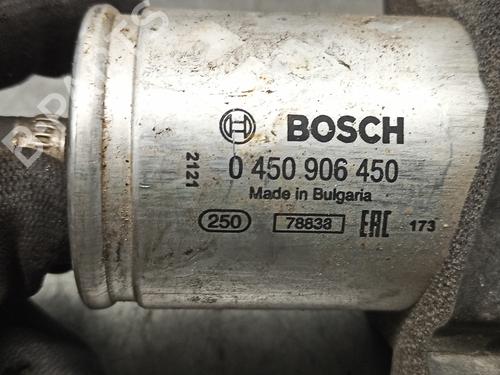 BOSCH
2121
0 450 906 450
Made in Bulgaria
250 78838 EAC 173